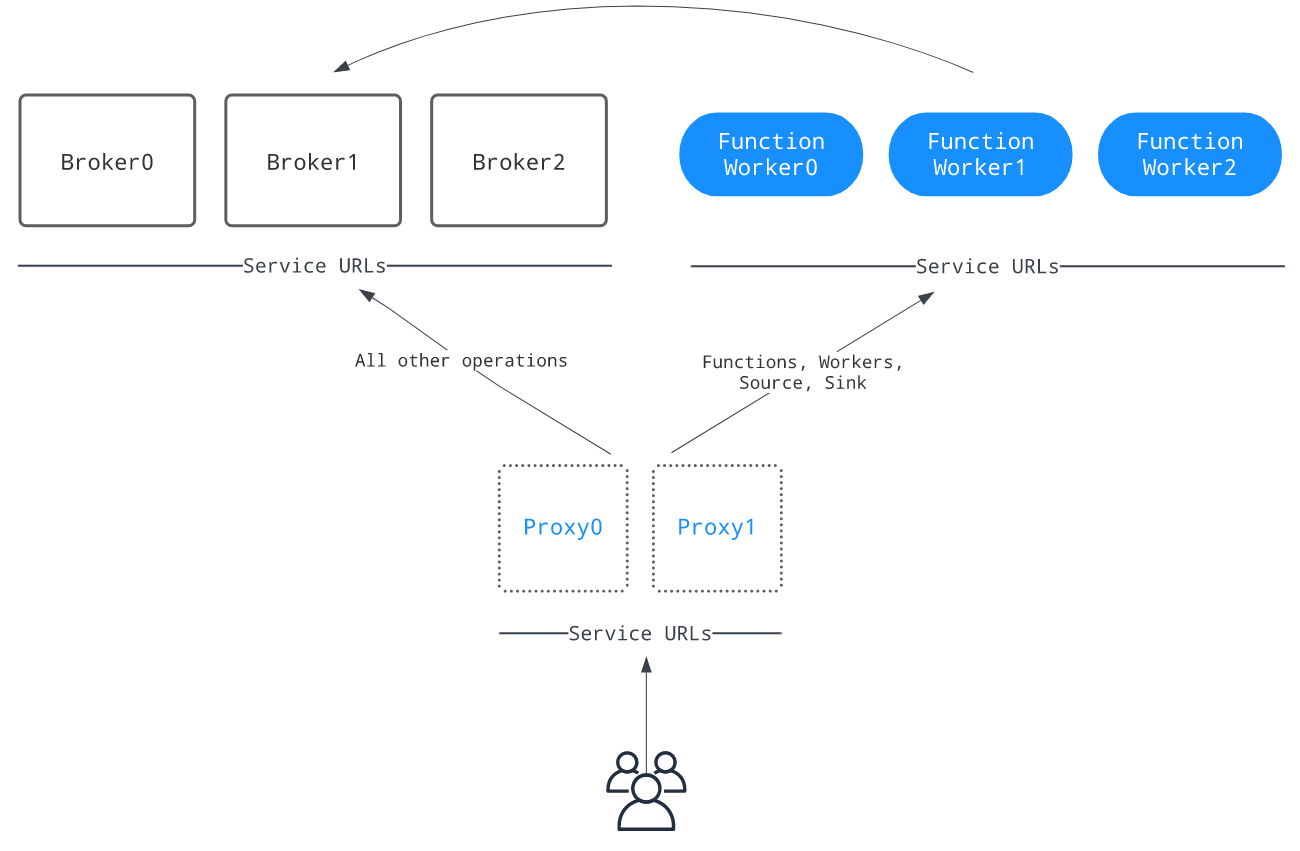 Broker0
Broker1
Broker2
Function
Worker0
Function
Worker1
Function
Worker2
Service URLs
Service URLs
All other operations
Functions, Workers,
Source, Sink
Proxy0
Proxy1
Service URLs